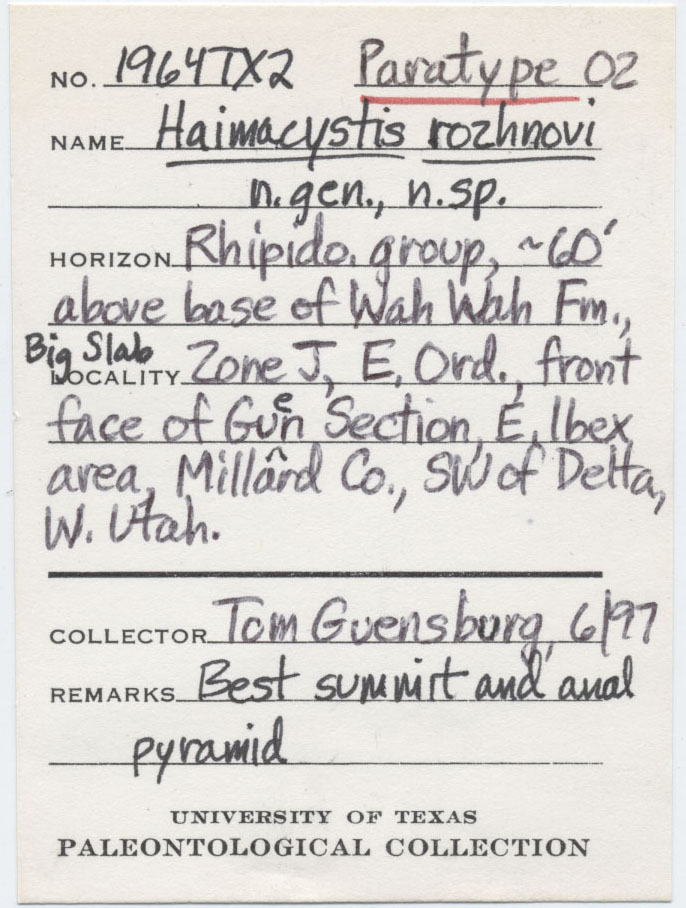 NO. 1964TX2 Paratype 02
NAME Haimacystis rozhnovi
n.gen., n.sp.
HORIZON Rhipido. group, ~60'
above base of Wah Wah Fm.,
Big Slab
LOCALITY Zone J, E. Ord., front
face of Guen Section, E. Ibex
area, Millard Co., SW of Delta,
W. Utah.
COLLECTOR Tom Guensburg, 6/97
REMARKS Best summit and anal
pyramid
UNIVERSITY OF TEXAS
PALEONTOLOGICAL COLLECTION